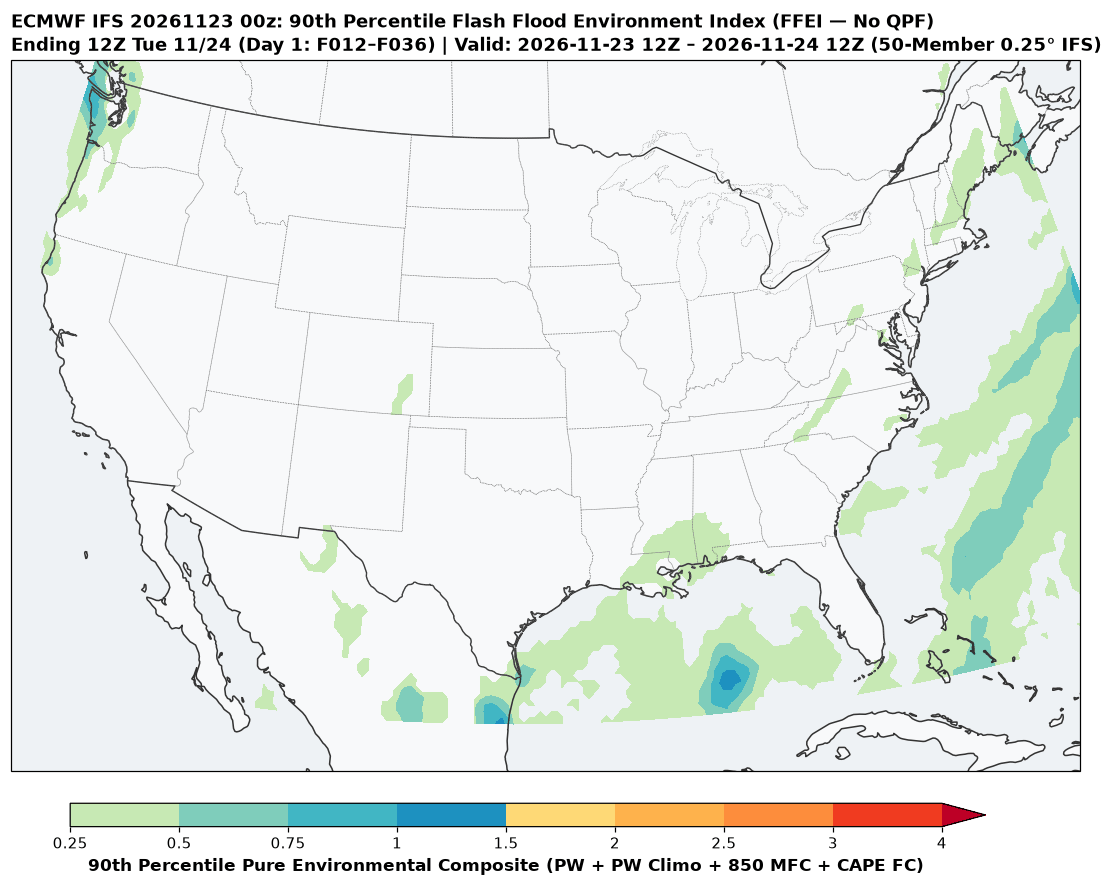 ECMWF IFS 20261123 00z: 90th Percentile Flash Flood Environment Index (FFEI — No QPF)
Ending 12Z Tue 11/24 (Day 1: F012–F036) | Valid: 2026-11-23 12Z – 2026-11-24 12Z (50-Member 0.25° IFS)
0.25 0.5 0.75 1 1.5 2 2.5 3 4
90th Percentile Pure Environmental Composite (PW + PW Climo + 850 MFC + CAPE FC)